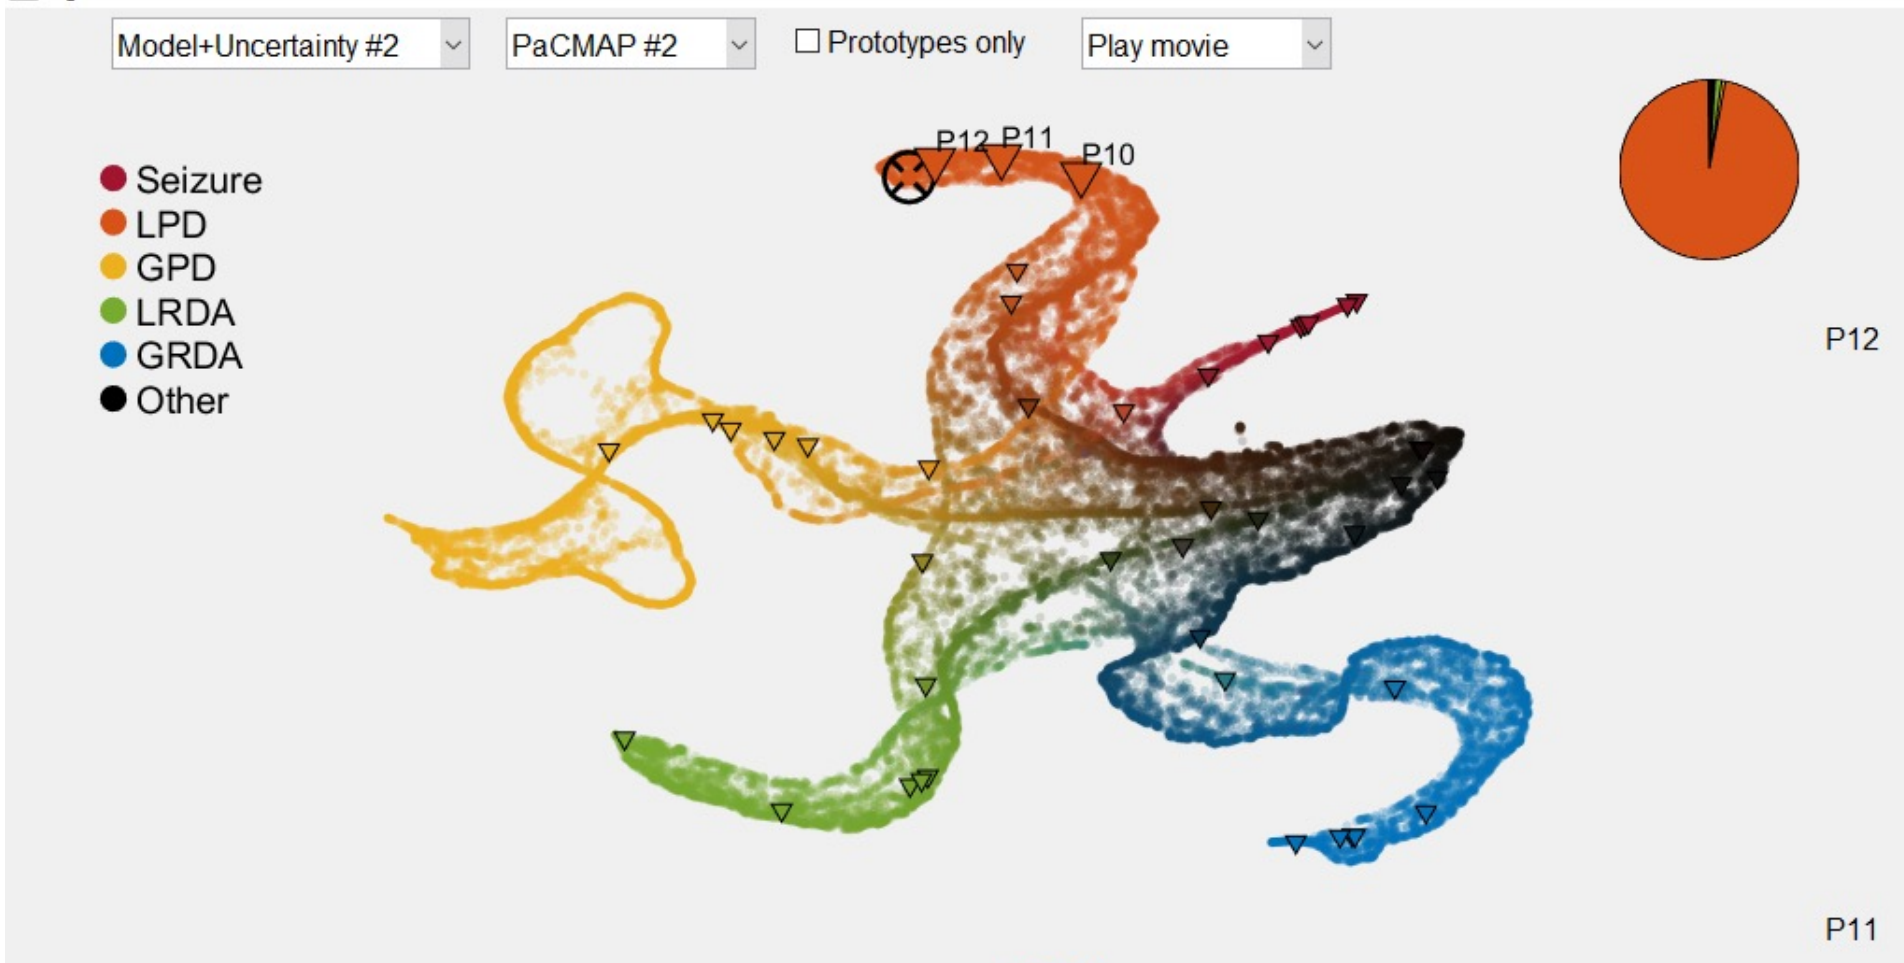 Model+Uncertainty #2
PaCMAP #2
Prototypes only
Play movie
P12
P11
P10
Seizure
LPD
GPD
LRDA
GRDA
Other
P12
P11